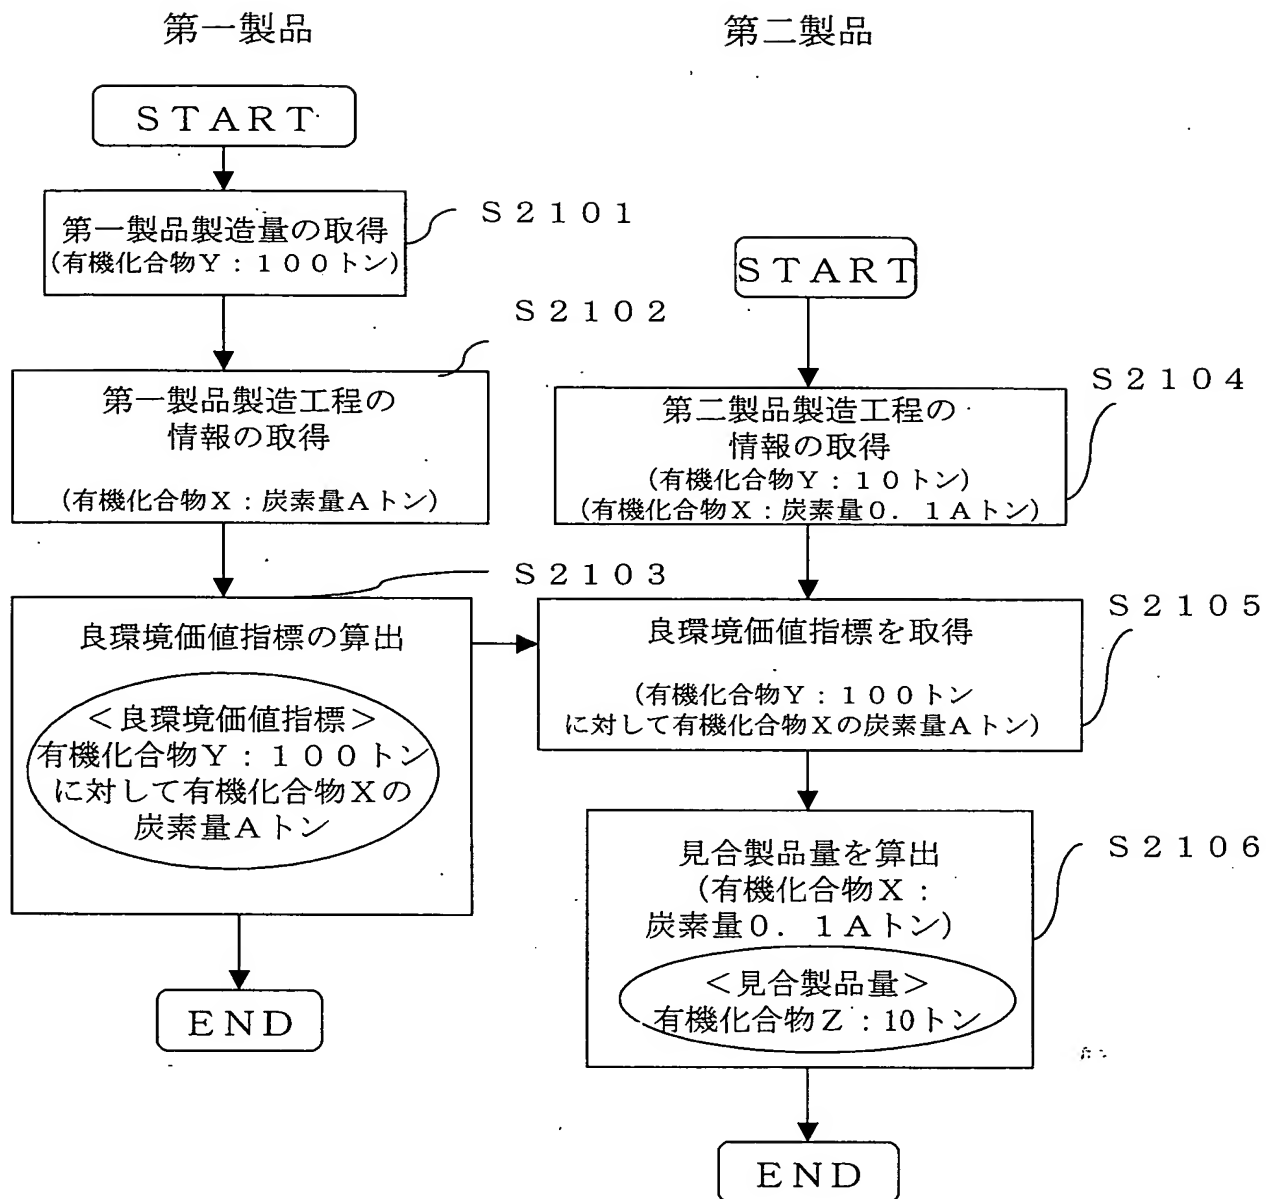 第一製品
START
第一製品製造量の取得
(有機化合物Y:100トン)
S2101
第一製品製造工程の
情報の取得
(有機化合物X:炭素量Aトン)
S2102
良環境価値指標の算出
<良環境価値指標>
有機化合物Y:100トン
に対して有機化合物Xの
炭素量Aトン
S2103
END
第二製品
START
第二製品製造工程の
情報の取得
(有機化合物Y:10トン)
(有機化合物X:炭素量0.1Aトン)
S2104
良環境価値指標を取得
(有機化合物Y:100トン
に対して有機化合物Xの炭素量Aトン)
S2105
見合製品量を算出
(有機化合物X:
炭素量0.1Aトン)
<見合製品量>
有機化合物Z:10トン
S2106
END